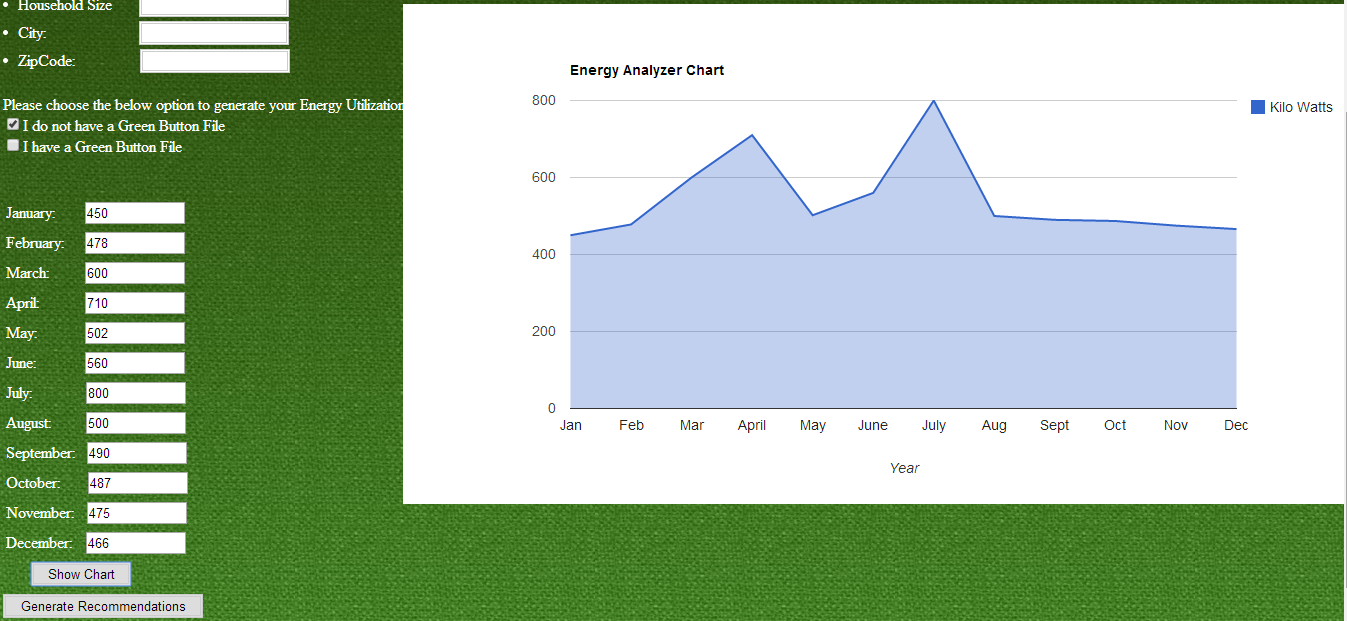 Household Size
City:
ZipCode:
Please choose the below option to generate your Energy Utilization
I do not have a Green Button File
I have a Green Button File
January: 450
February: 478
March: 600
April: 710
May: 502
June: 560
July: 800
August: 500
September: 490
October: 487
November: 475
December: 466
Show Chart
Generate Recommendations
Energy Analyzer Chart
Kilo Watts
800
600
400
200
0
Jan Feb Mar April May June July Aug Sept Oct Nov Dec
Year